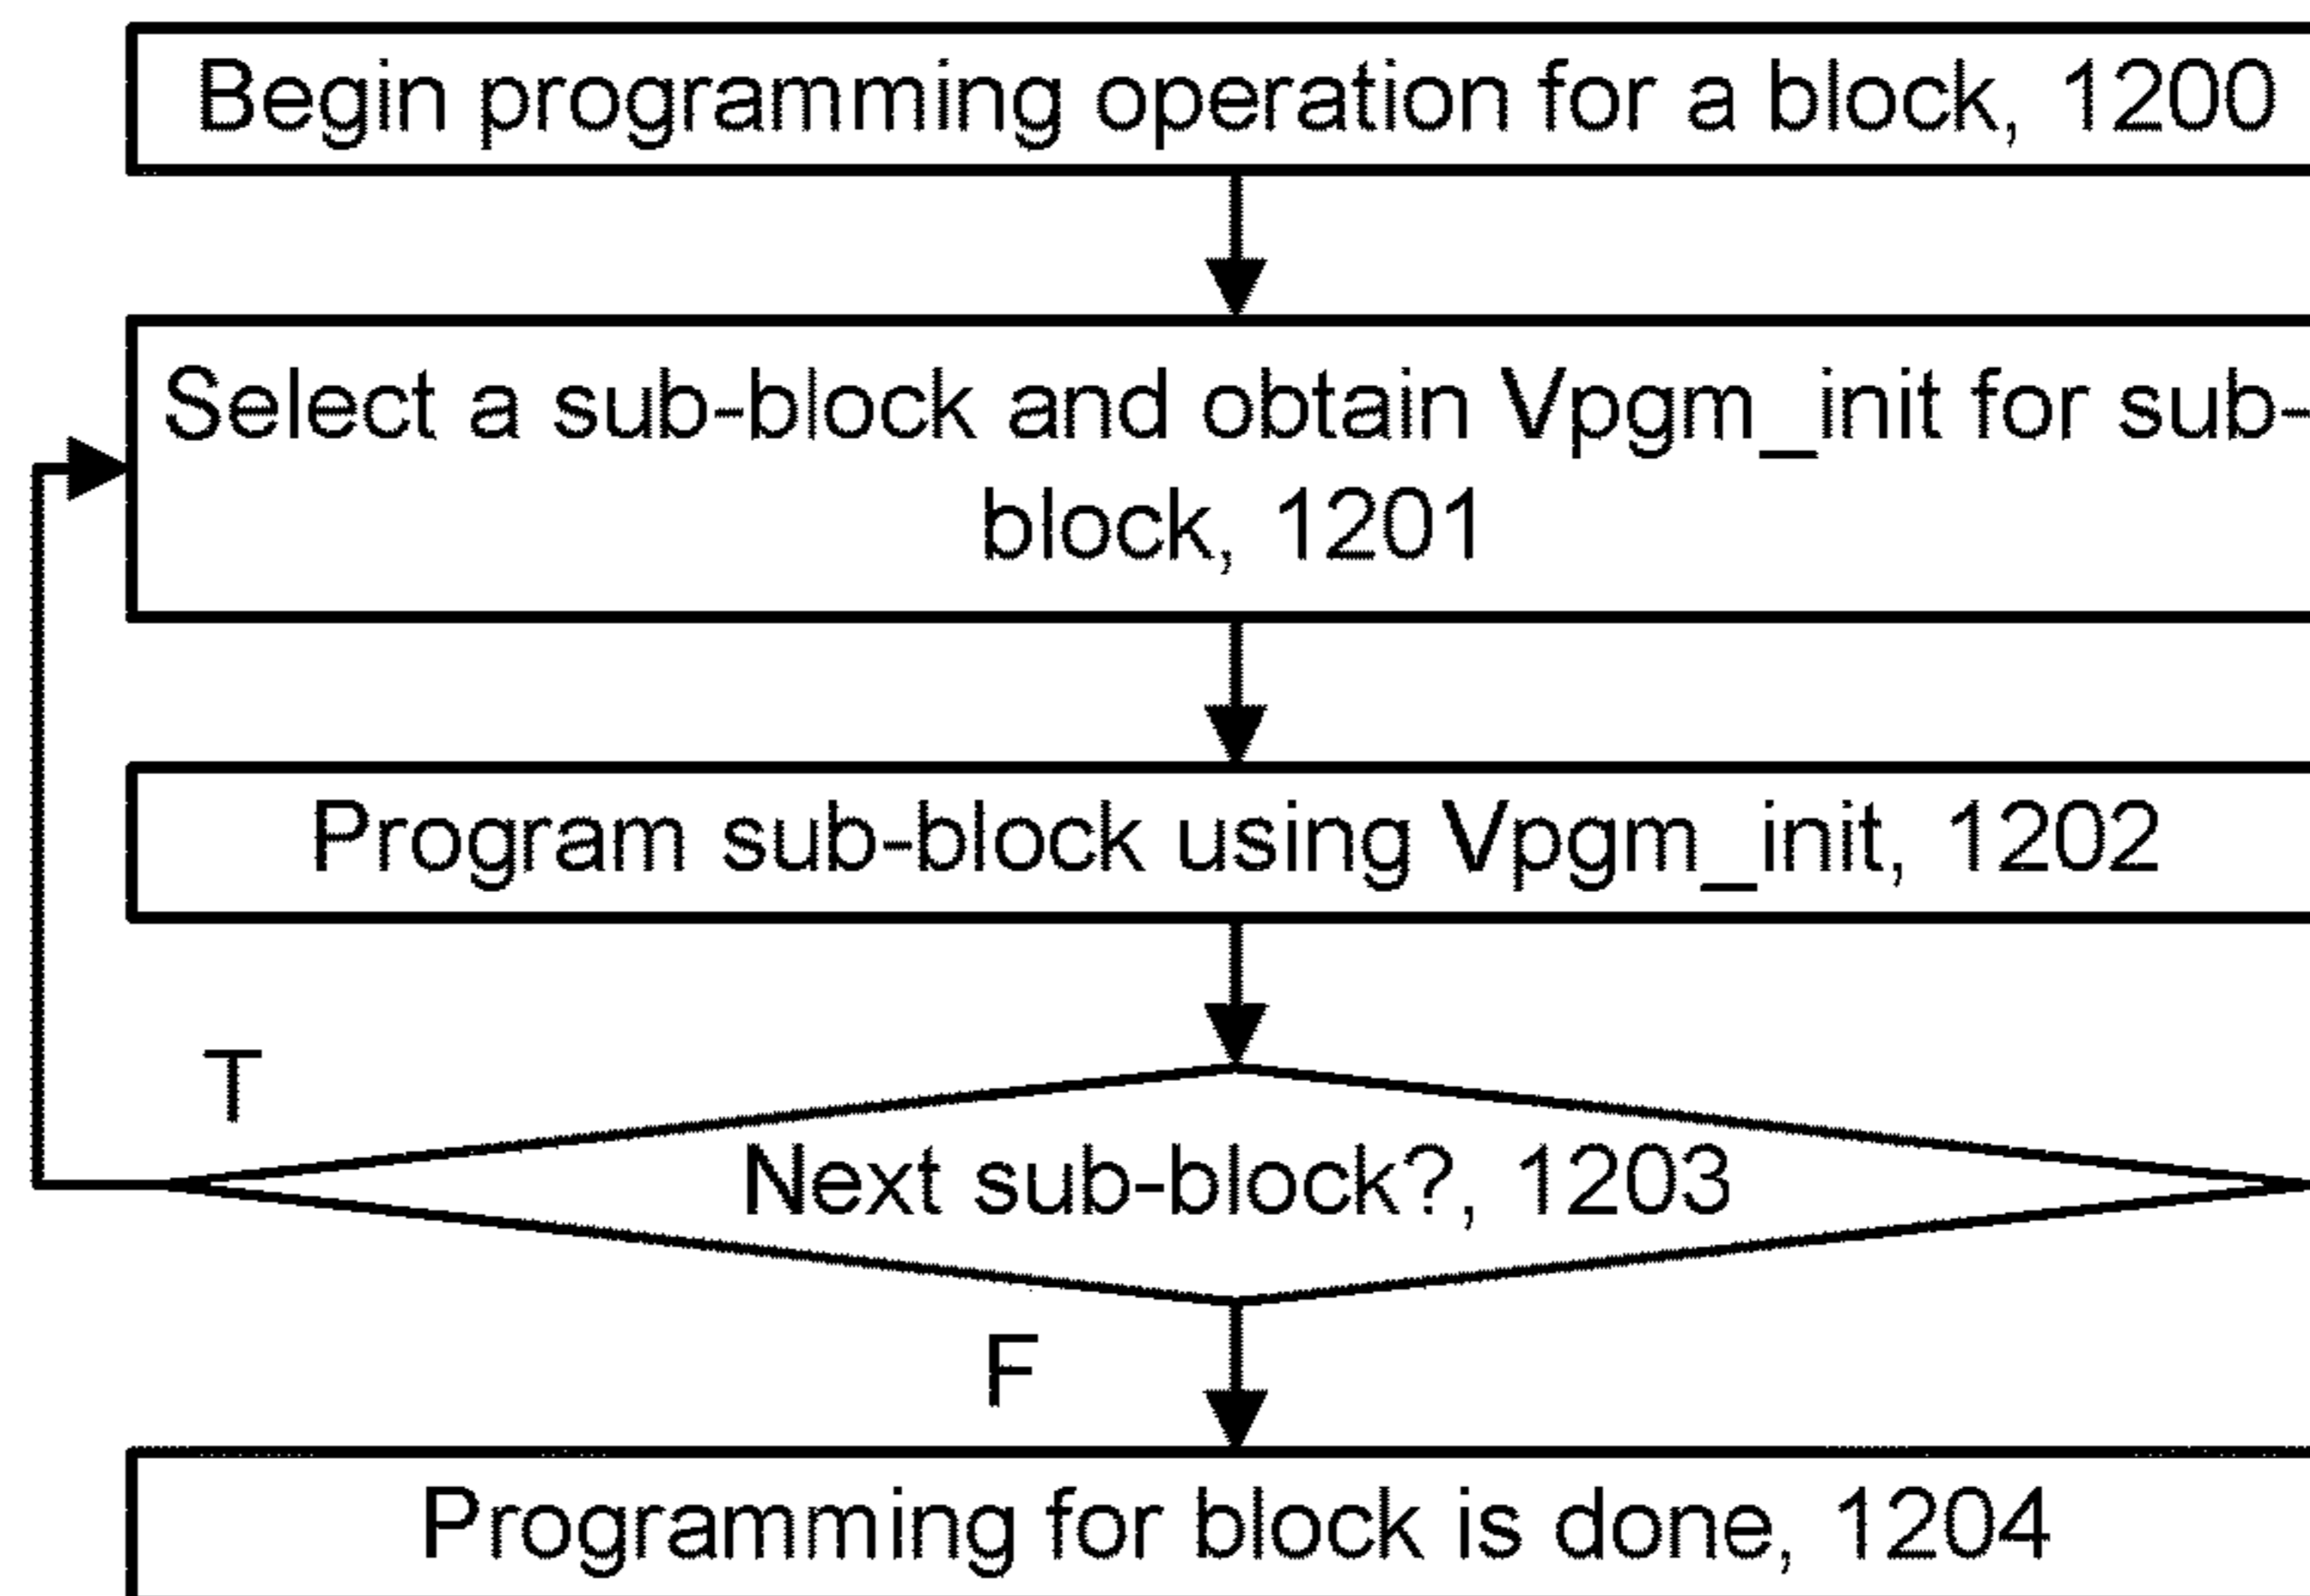 Begin programming operation for a block, 1200
Select a sub-block and obtain Vpgm_init for sub-
block, 1201
Program sub-block using Vpgm_init, 1202
T
Next sub-block?, 1203
F
Programming for block is done, 1204